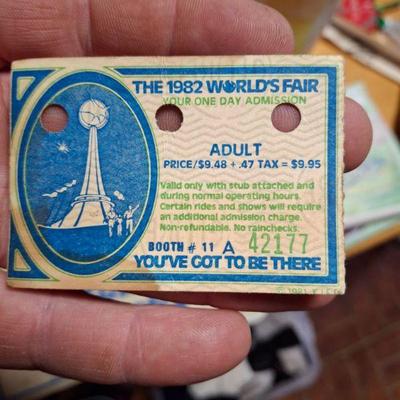 THE 1982 WORLD'S FAIR
YOUR ONE DAY ADMISSION
ADULT
PRICE/$9.48 + .47 TAX = $9.95
Valid only with stub attached and
during normal operating hours.
Certain rides and shows will require
an additional admission charge.
Non-refundable. No rainchecks.
BOOTH # 11 A 42177
YOU'VE GOT TO BE THERE
© 1981